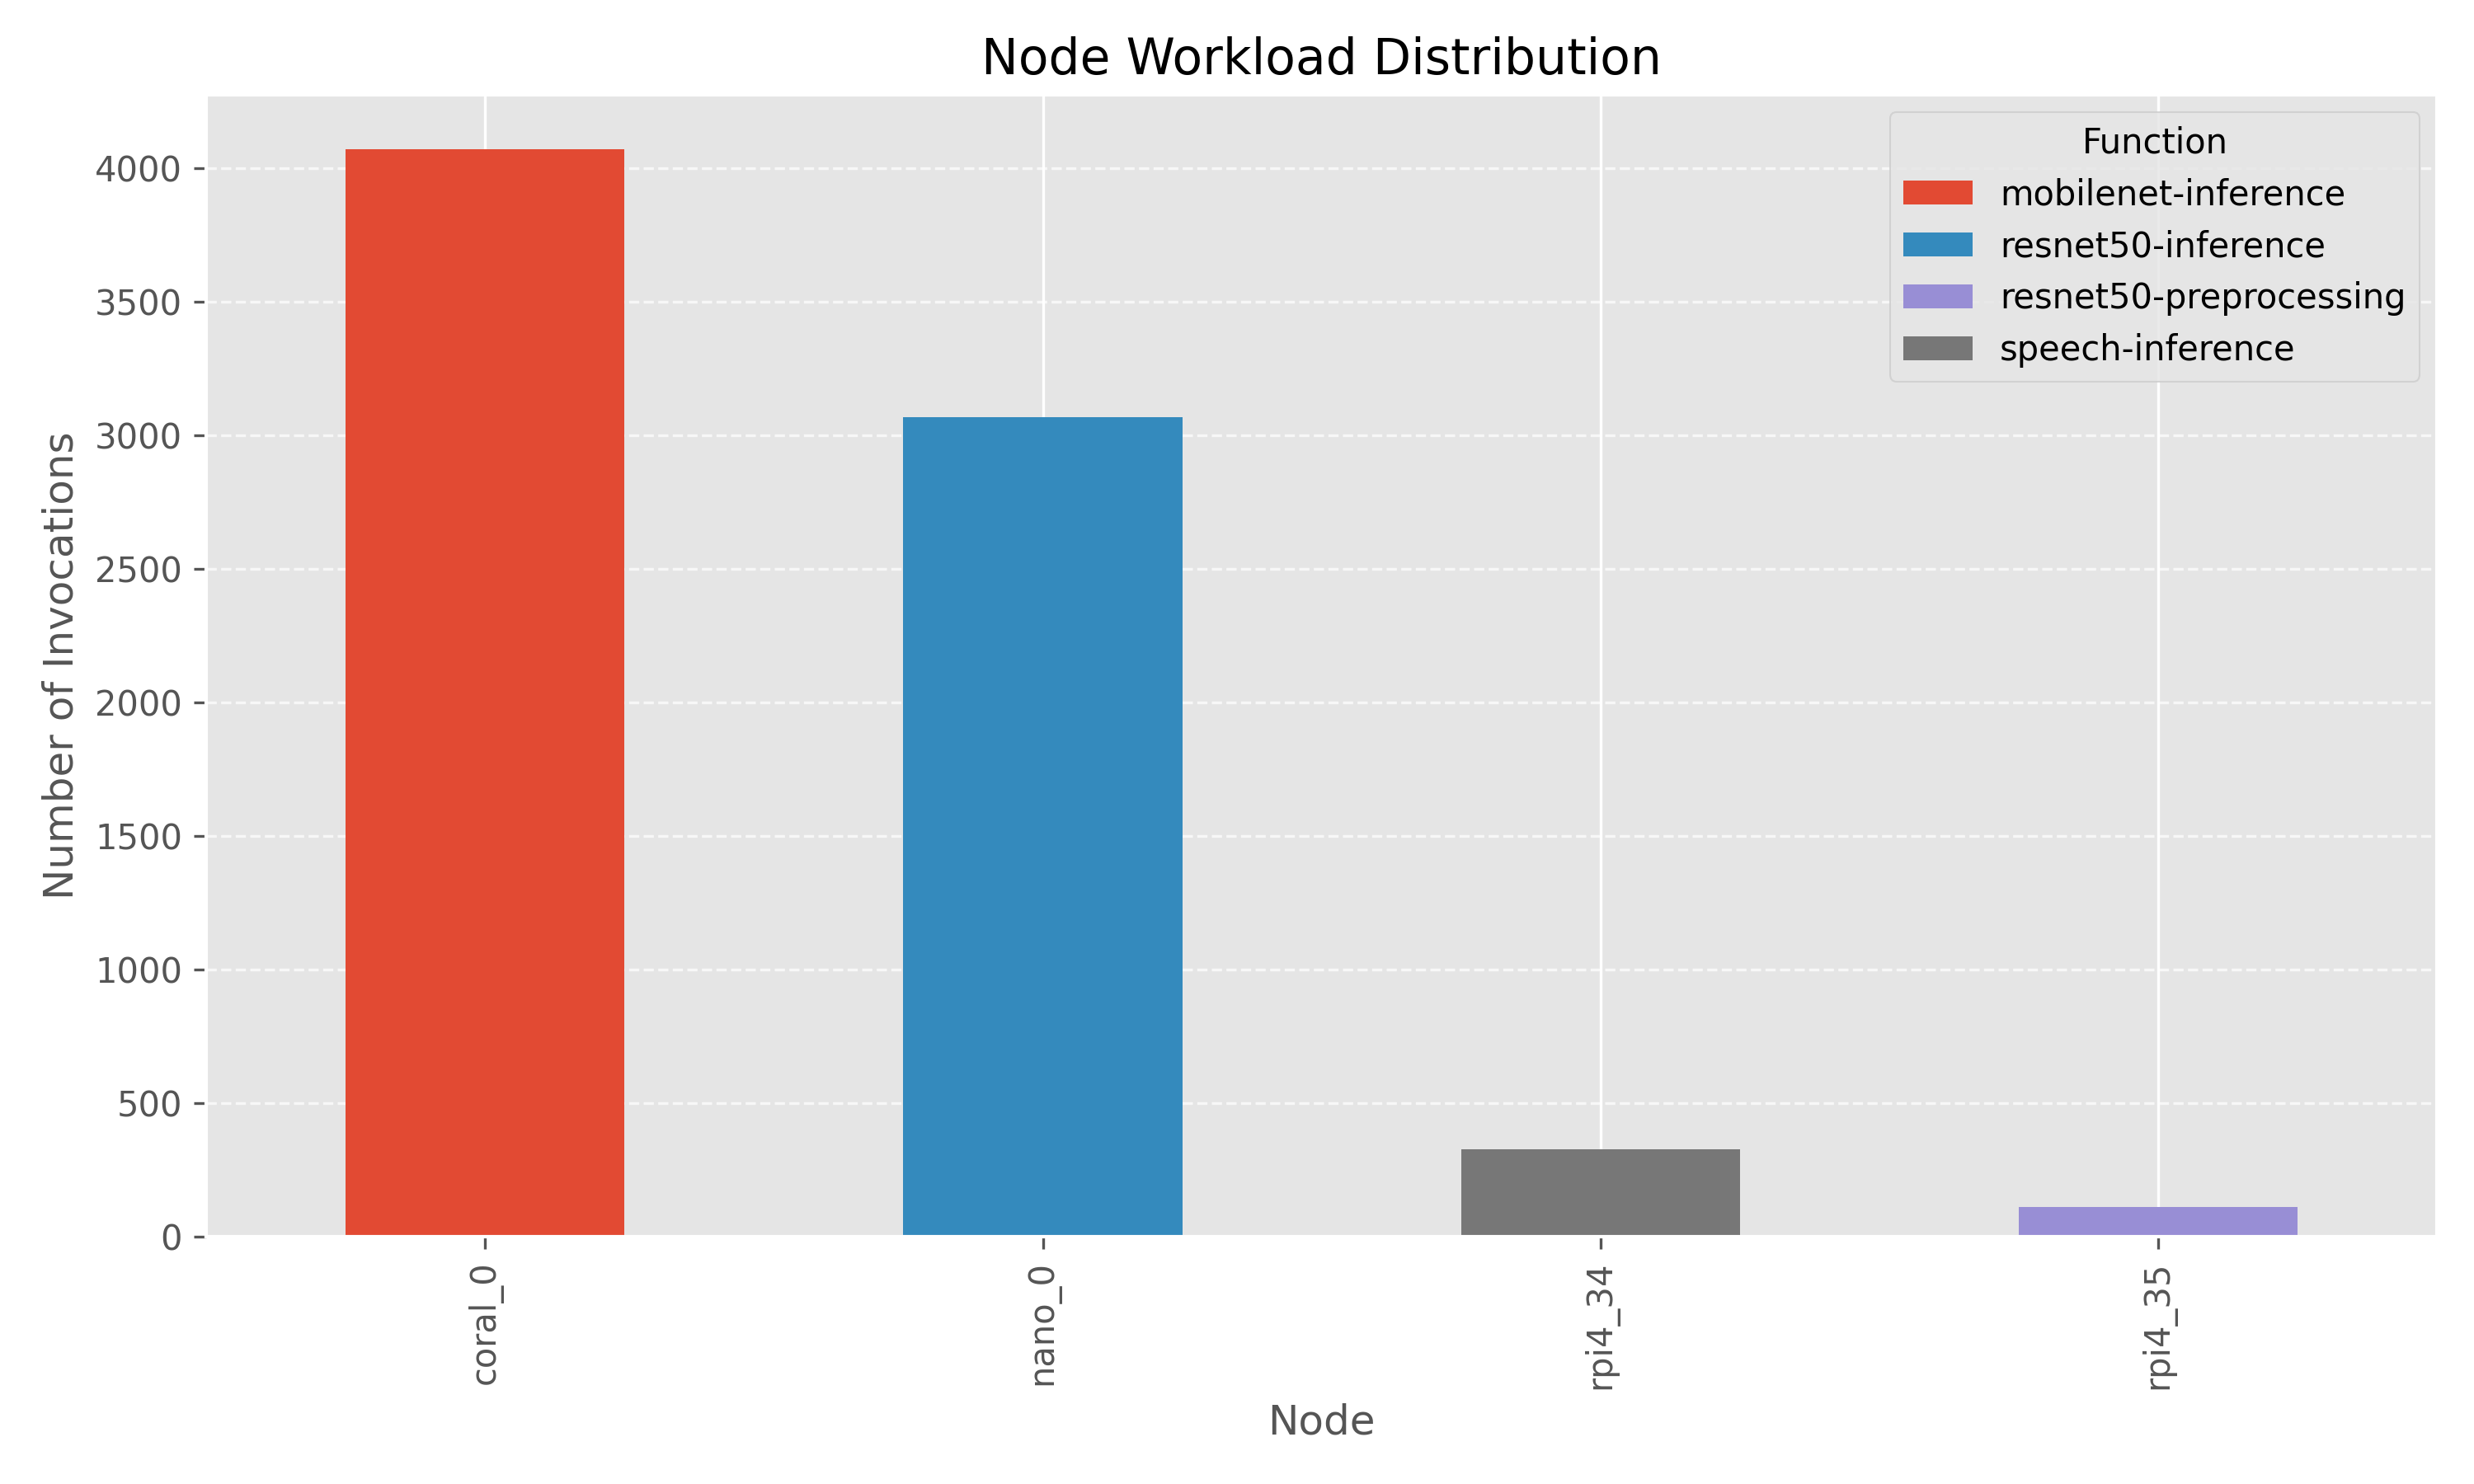 Node Workload Distribution
Function
mobilenet-inference
resnet50-inference
resnet50-preprocessing
speech-inference
Number of Invocations
4000
3500
3000
2500
2000
1500
1000
500
0
coral_0
nano_0
rpi4_34
rpi4_35
Node